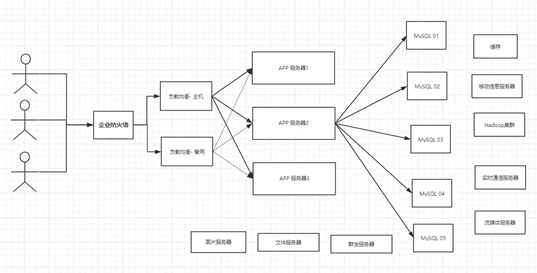 MySQL 01
APP 服务器1
缓存
负载均衡- 主机
MySQL 02
移动信息服务器
企业防火墙
APP 服务器2
Hadoop集群
MySQL 03
负载均衡- 备用
APP 服务器3
实时通信服务器
MySQL 04
流媒体服务器
MySQL 05
图片服务器
文件服务器
群发服务器